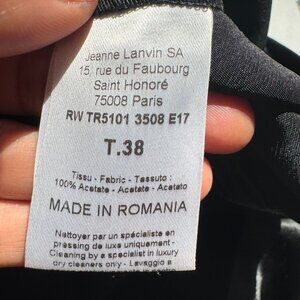 Jeanne Lanvin SA
15, rue du Faubourg
Saint Honoré
75008 Paris
RW TR5101 3508 E17
T.38
Tissu - Fabric - Tessuto :
100% Acetate - Acetate - Acetato
MADE IN ROMANIA
Nettoyer par un spécialiste en
pressing de luxe uniquement -
Cleaning by a specialist in luxury
dry cleaners only - Lavaggio a